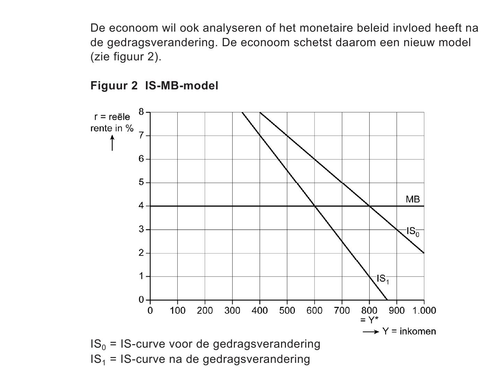 De econoom wil ook analyseren of het monetaire beleid invloed heeft na
de gedragsverandering. De econoom schetst daarom een nieuw model
(zie figuur 2).
Figuur 2 IS-MB-model
r = reële
rente in %
8
7
6
5
4
3
2
1
0
MB
IS₀
IS₁
0 100 200 300 400 500 600 700 800 900 1.000
= Y*
Y = inkomen
IS₀ = IS-curve voor de gedragsverandering
IS₁ = IS-curve na de gedragsverandering